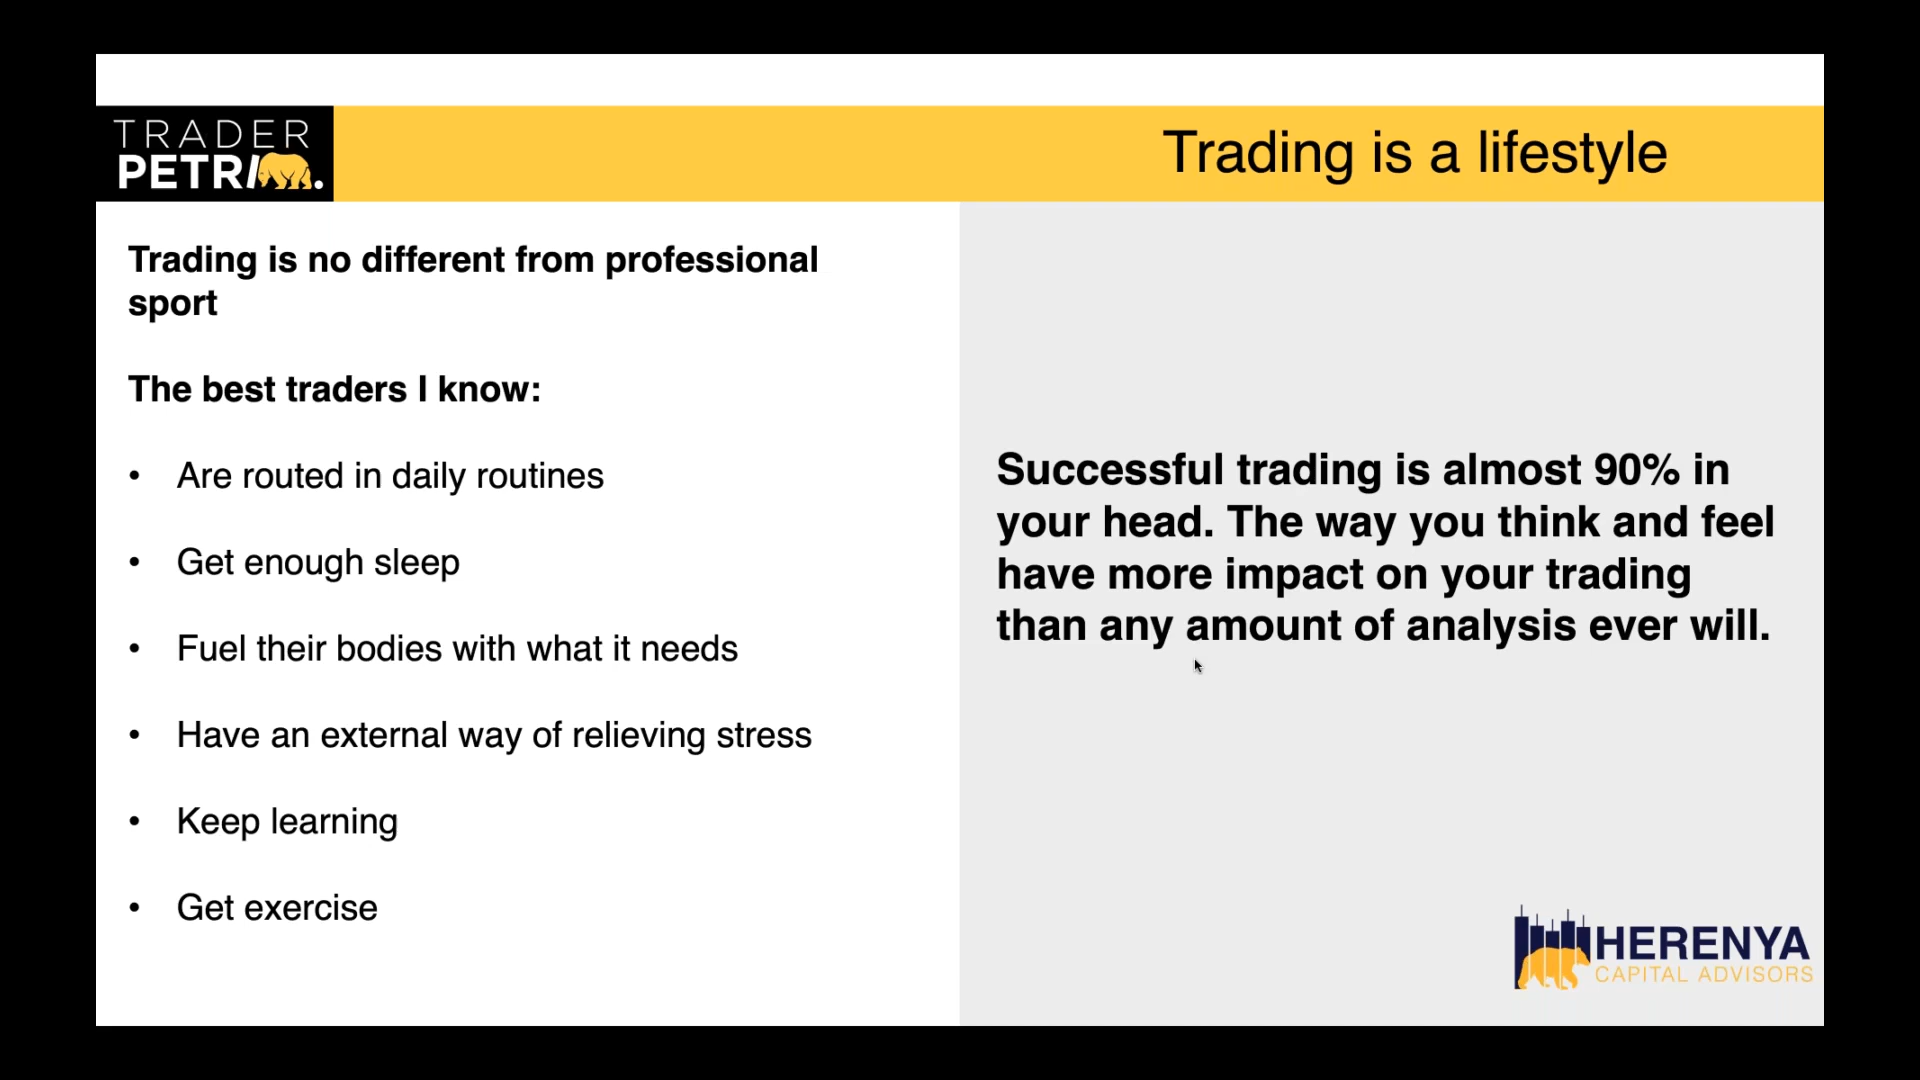 TRADER
PETRI.
Trading is a lifestyle
Trading is no different from professional
sport
The best traders I know:
• Are routed in daily routines
• Get enough sleep
• Fuel their bodies with what it needs
• Have an external way of relieving stress
• Keep learning
• Get exercise
Successful trading is almost 90% in
your head. The way you think and feel
have more impact on your trading
than any amount of analysis ever will.
HERENYA
CAPITAL ADVISORS